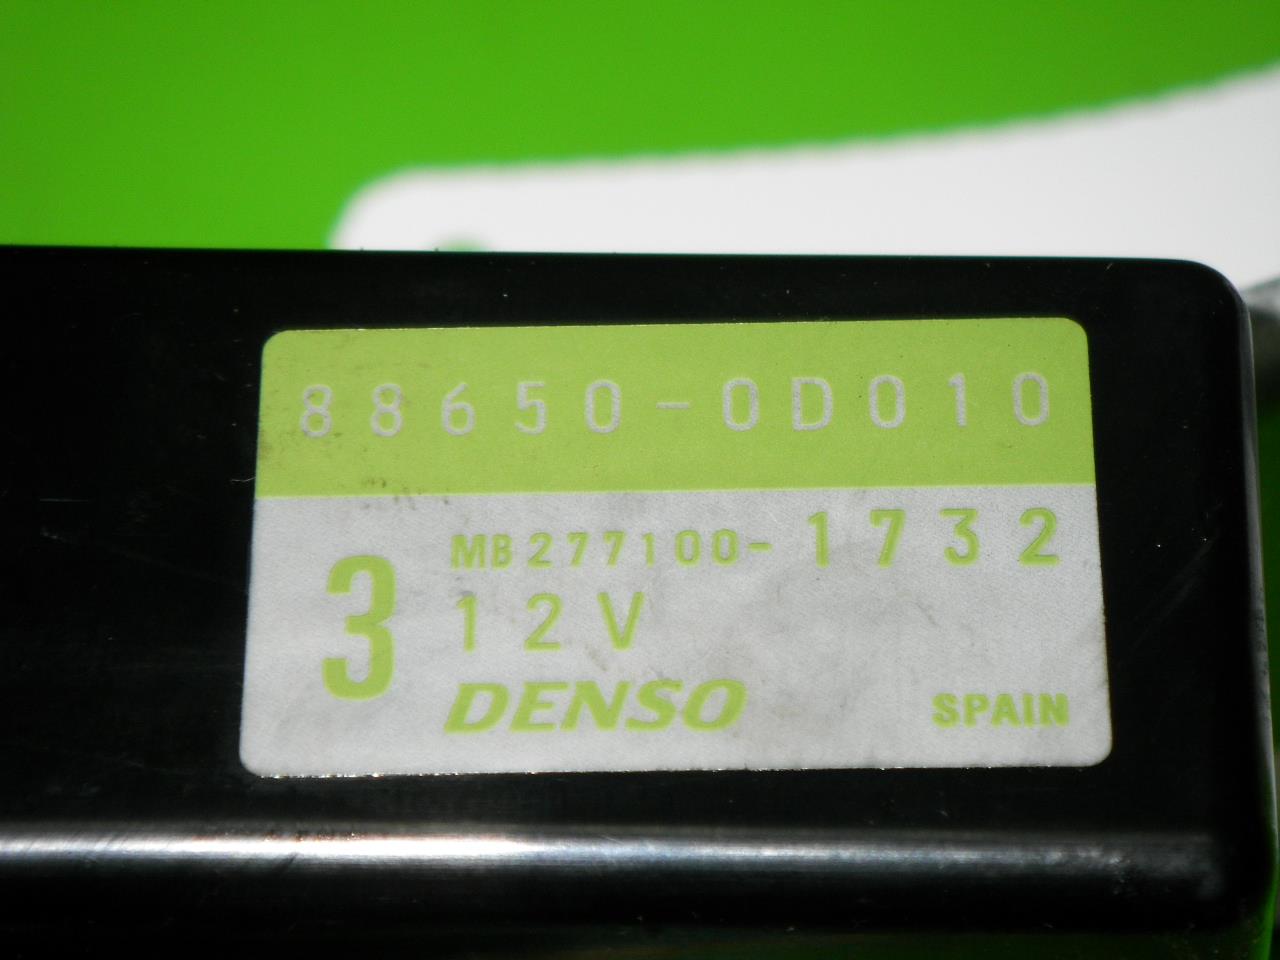 88650-0D010
MB277100-1732
3 12V
DENSO SPAIN